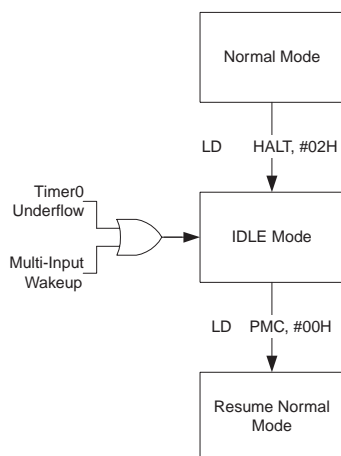 Normal Mode
LD HALT, #02H
Timer0
Underflow
IDLE Mode
Multi-Input
Wakeup
LD PMC, #00H
Resume Normal
Mode